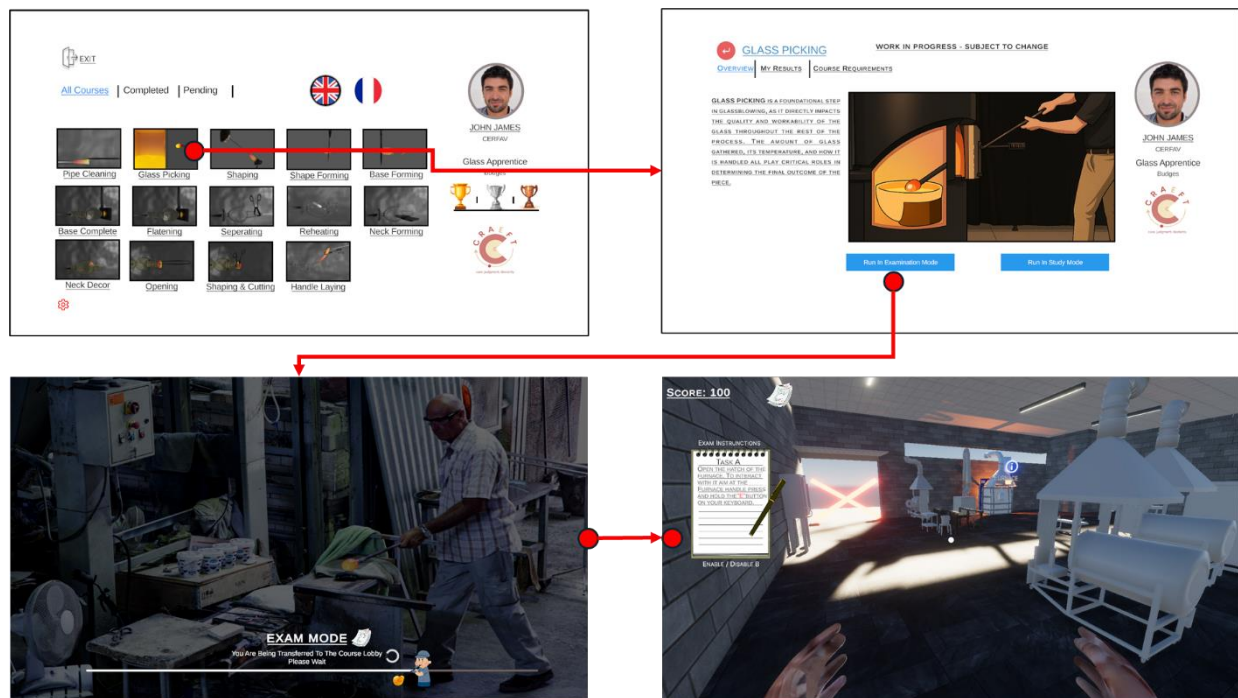 EXIT
All Courses | Completed | Pending |
Pipe Cleaning
Glass Picking
Shaping
Shape Forming
Base Forming
Base Complete
Flatening
Seperating
Reheating
Neck Forming
Neck Decor
Opening
Shaping & Cutting
Handle Laying
JOHN JAMES
CERFAV
Glass Apprentice
Budges
CRAEFT
GLASS PICKING
WORK IN PROGRESS - SUBJECT TO CHANGE
OVERVIEW | MY RESULTS | COURSE REQUIREMENTS
GLASS PICKING IS A FOUNDATIONAL STEP
IN GLASSBLOWING, AS IT DIRECTLY IMPACTS
THE QUALITY AND WORKABILITY OF THE
GLASS THROUGHOUT THE REST OF THE
PROCESS. THE AMOUNT OF GLASS
GATHERED, ITS TEMPERATURE, AND HOW IT
IS HANDLED ALL PLAY CRITICAL ROLES IN
DETERMINING THE FINAL OUTCOME OF THE
PIECE.
Run In Examination Mode
Run In Study Mode
JOHN JAMES
CERFAV
Glass Apprentice
Budges
CRAEFT
EXAM MODE
You Are Being Transferred To The Course Lobby
Please Wait
SCORE: 100
EXAM INSTRUNCTIONS
TASK A
OPEN THE HATCH OF THE
FURNACE. TO INTERACT
WITH IT AIM AT THE
FURNACE HANDLE PRESS
AND HOLD THE "E" BUTTON
ON YOUR KEYBOARD.
ENABLE / DISABLE B